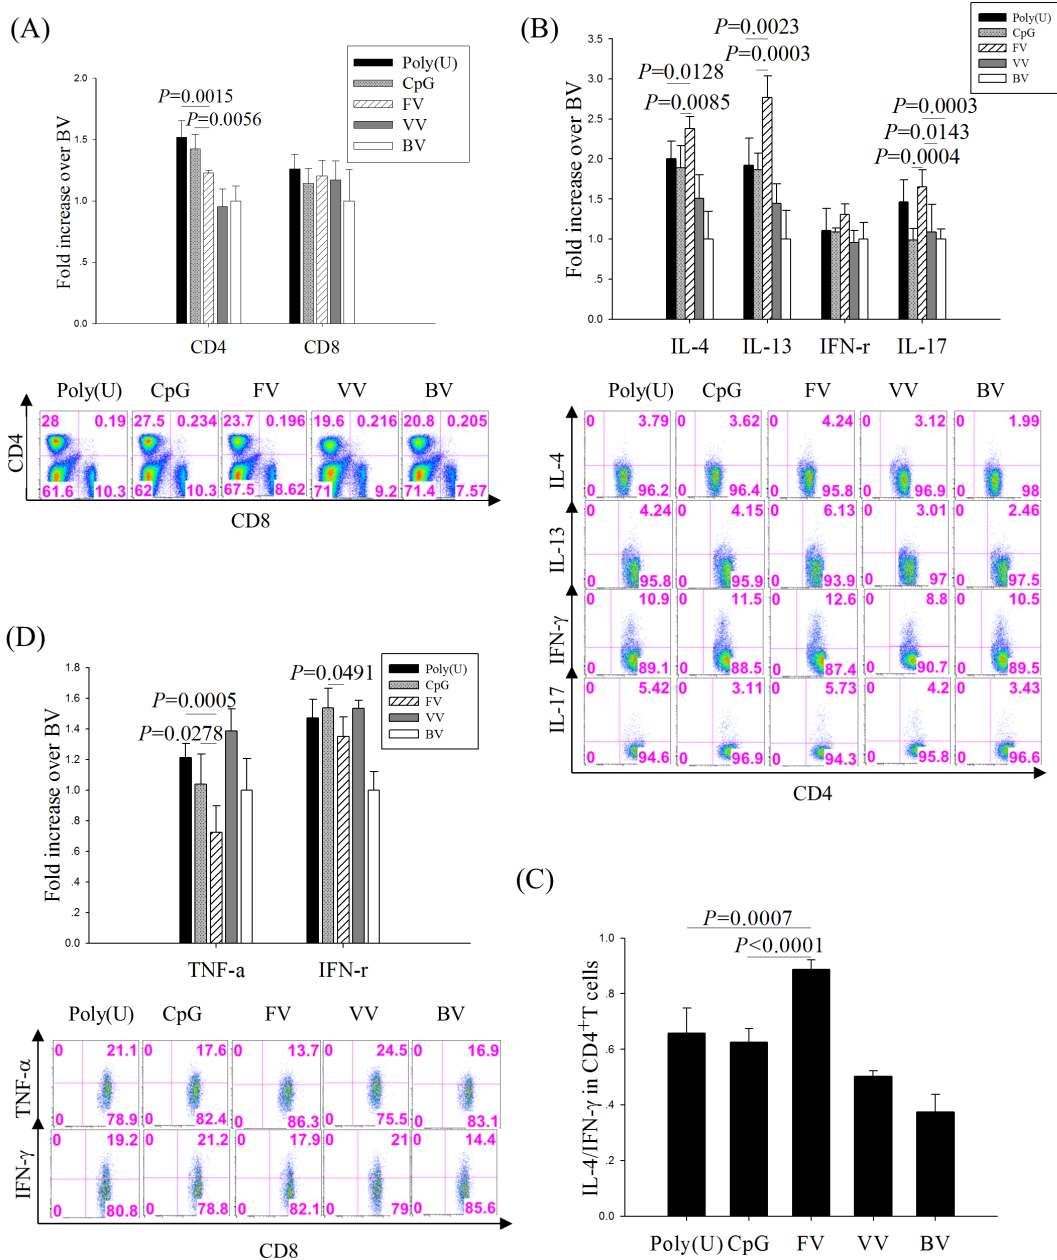 (A)
Poly(U)
CpG
FV
VV
BV
P=0.0015
P=0.0056
Fold increase over BV
2.0
1.5
1.0
.5
0.0
CD4 CD8
Poly(U) CpG FV VV BV
CD4
28 0.19 27.5 0.234 23.7 0.196 19.6 0.216 20.8 0.205
61.6 10.3 62 10.3 67.5 8.62 71 9.2 71.4 7.57
CD8
(B)
Poly(U)
CpG
FV
VV
BV
P=0.0023
P=0.0003
P=0.0128
P=0.0085
P=0.0003
P=0.0143
P=0.0004
Fold increase over BV
3.5
3.0
2.5
2.0
1.5
1.0
.5
0.0
IL-4 IL-13 IFN-r IL-17
Poly(U) CpG FV VV BV
IL-4
0 3.79 0 3.62 0 4.24 0 3.12 0 1.99
0 96.2 0 96.4 0 95.8 0 96.9 0 98
IL-13
0 4.24 0 4.15 0 6.13 0 3.01 0 2.46
0 95.8 0 95.9 0 93.9 0 97 0 97.5
IFN-γ
0 10.9 0 11.5 0 12.6 0 8.8 0 10.5
0 89.1 0 88.5 0 87.4 0 90.7 0 89.5
IL-17
0 5.42 0 3.11 0 5.73 0 4.2 0 3.43
0 94.6 0 96.9 0 94.3 0 95.8 0 96.6
CD4
(D)
Poly(U)
CpG
FV
VV
BV
P=0.0491
P=0.0005
P=0.0278
Fold increase over BV
1.8
1.6
1.4
1.2
1.0
.8
.6
.4
.2
0.0
TNF-a IFN-r
Poly(U) CpG FV VV BV
TNF-α
0 21.1 0 17.6 0 13.7 0 24.5 0 16.9
0 78.9 0 82.4 0 86.3 0 75.5 0 83.1
IFN-γ
0 19.2 0 21.2 0 17.9 0 21 0 14.4
0 80.8 0 78.8 0 82.1 0 79 0 85.6
CD8
(C)
P=0.0007
P<0.0001
IL-4/IFN-γ in CD4+T cells
1.0
.8
.6
.4
.2
0.0
Poly(U) CpG FV VV BV